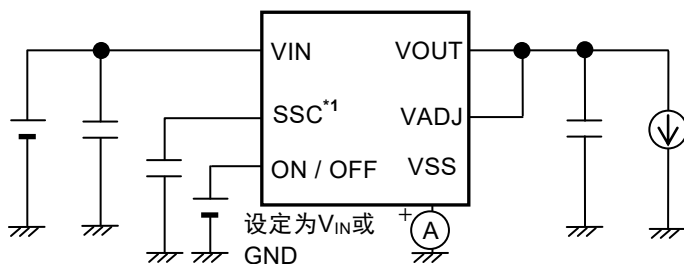 VIN VOUT
SSC*1 VADJ
ON / OFF VSS
设定为VIN或
GND
+
A